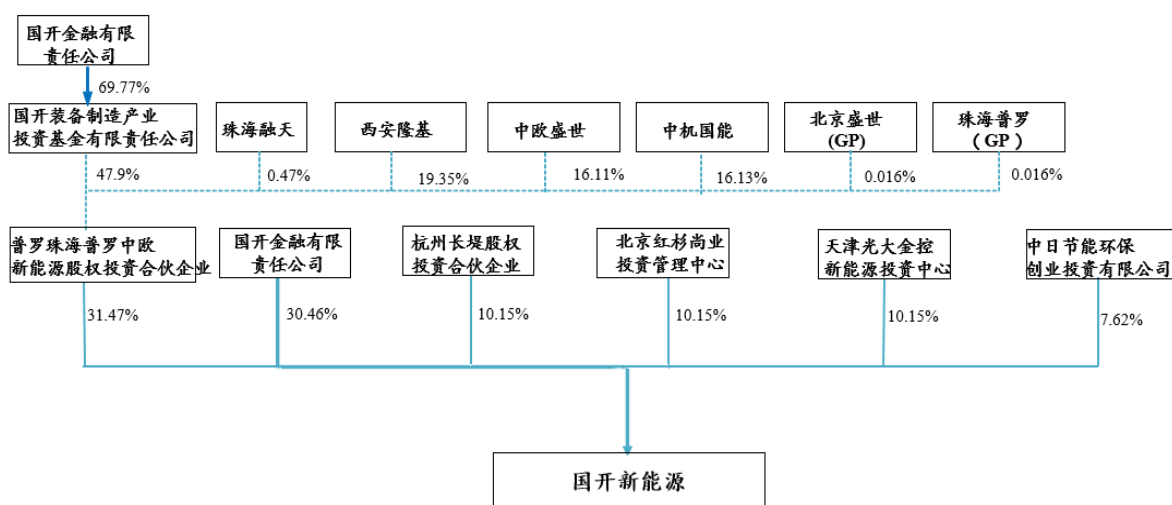 国开金融有限
责任公司
69.77%
国开装备制造产业
投资基金有限责任公司
珠海融天
西安隆基
中欧盛世
中机国能
北京盛世
(GP)
珠海普罗
（GP）
47.9%
0.47%
19.35%
16.11%
16.13%
0.016%
0.016%
普罗珠海普罗中欧
新能源股权投资合伙企业
国开金融有限
责任公司
杭州长堤股权
投资合伙企业
北京红杉尚业
投资管理中心
天津光大金控
新能源投资中心
中日节能环保
创业投资有限公司
31.47%
30.46%
10.15%
10.15%
10.15%
7.62%
国开新能源